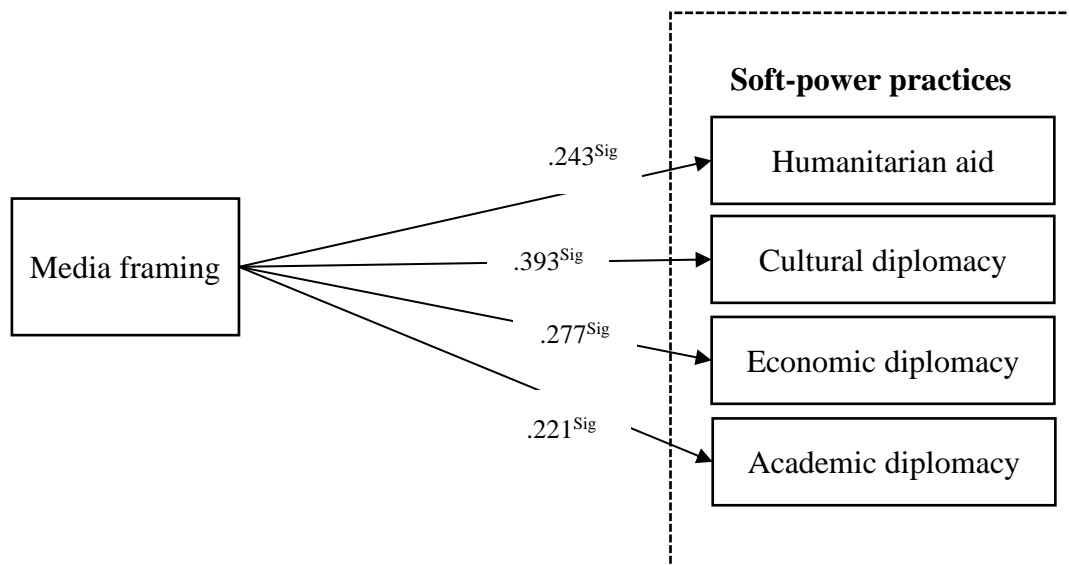 Soft-power practices
.243Sig
Humanitarian aid
Media framing
.393Sig
Cultural diplomacy
.277Sig
Economic diplomacy
.221Sig
Academic diplomacy